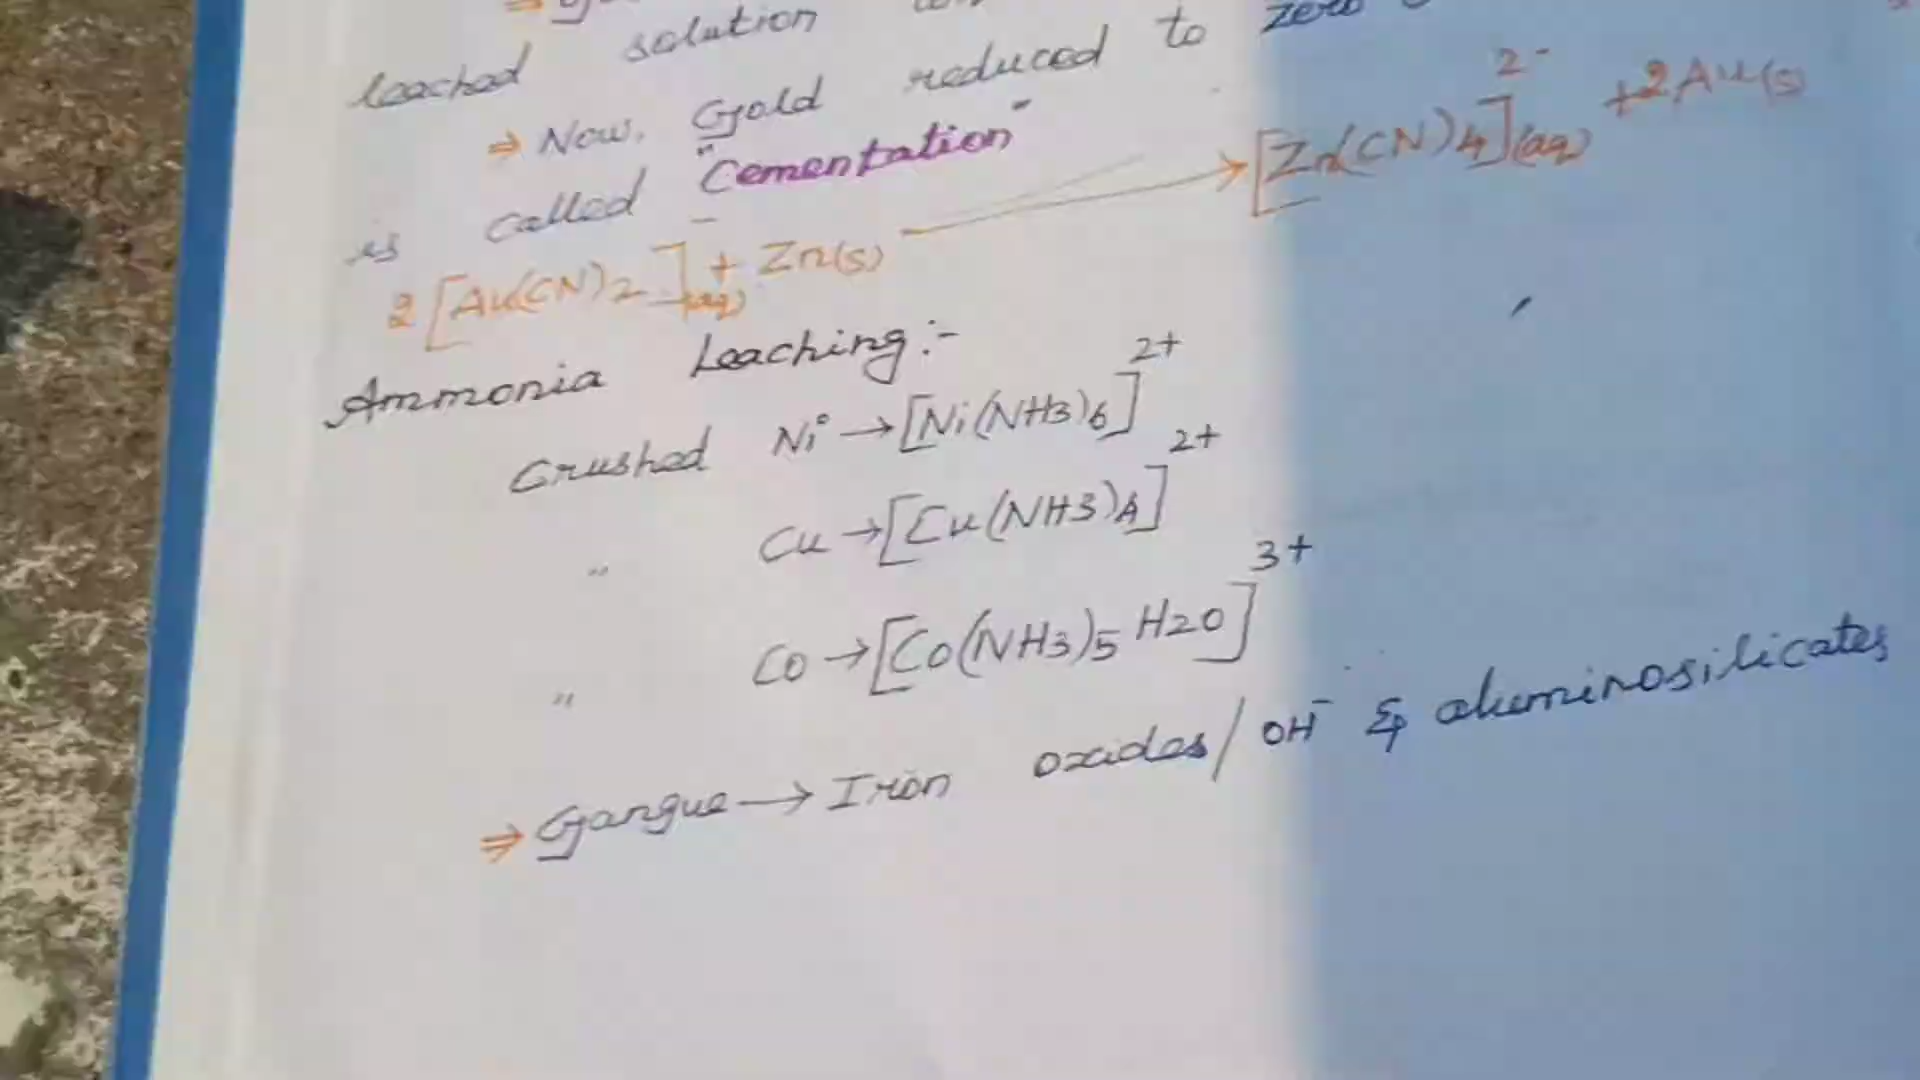 leached solution
⇒ Now, Gold reduced to zero
is called "Cementation"
2 [Au(CN)2]⁻(aq) + Zn(s) → [Zn(CN)4]²⁻(aq) + 2Au(s)
Ammonia Leaching:-
Crushed Ni → [Ni(NH3)6]²⁺
" Cu → [Cu(NH3)4]²⁺
" Co → [Co(NH3)5 H2O]³⁺
⇒ Gangue → Iron oxides/OH⁻ & aluminosilicates